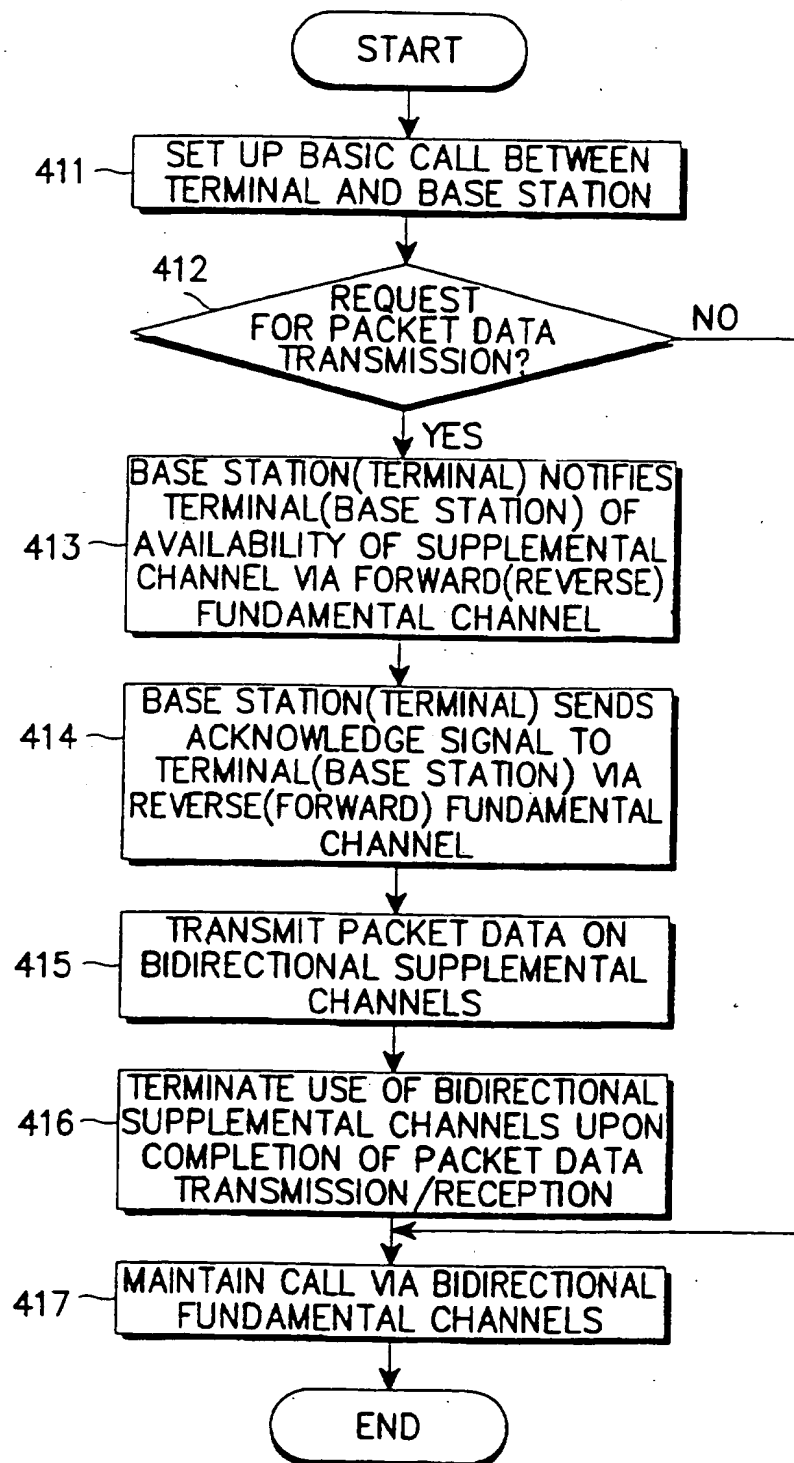 START
411
SET UP BASIC CALL BETWEEN
TERMINAL AND BASE STATION
412
REQUEST
FOR PACKET DATA
TRANSMISSION?
NO
YES
413
BASE STATION(TERMINAL) NOTIFIES
TERMINAL(BASE STATION) OF
AVAILABILITY OF SUPPLEMENTAL
CHANNEL VIA FORWARD(REVERSE)
FUNDAMENTAL CHANNEL
414
BASE STATION(TERMINAL) SENDS
ACKNOWLEDGE SIGNAL TO
TERMINAL(BASE STATION) VIA
REVERSE(FORWARD) FUNDAMENTAL
CHANNEL
415
TRANSMIT PACKET DATA ON
BIDIRECTIONAL SUPPLEMENTAL
CHANNELS
416
TERMINATE USE OF BIDIRECTIONAL
SUPPLEMENTAL CHANNELS UPON
COMPLETION OF PACKET DATA
TRANSMISSION/RECEPTION
417
MAINTAIN CALL VIA BIDIRECTIONAL
FUNDAMENTAL CHANNELS
END